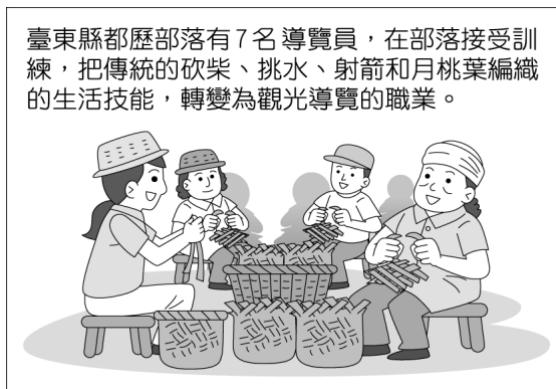 臺東縣都歷部落有7名導覽員，在部落接受訓
練，把傳統的砍柴、挑水、射箭和月桃葉編織
的生活技能，轉變為觀光導覽的職業。